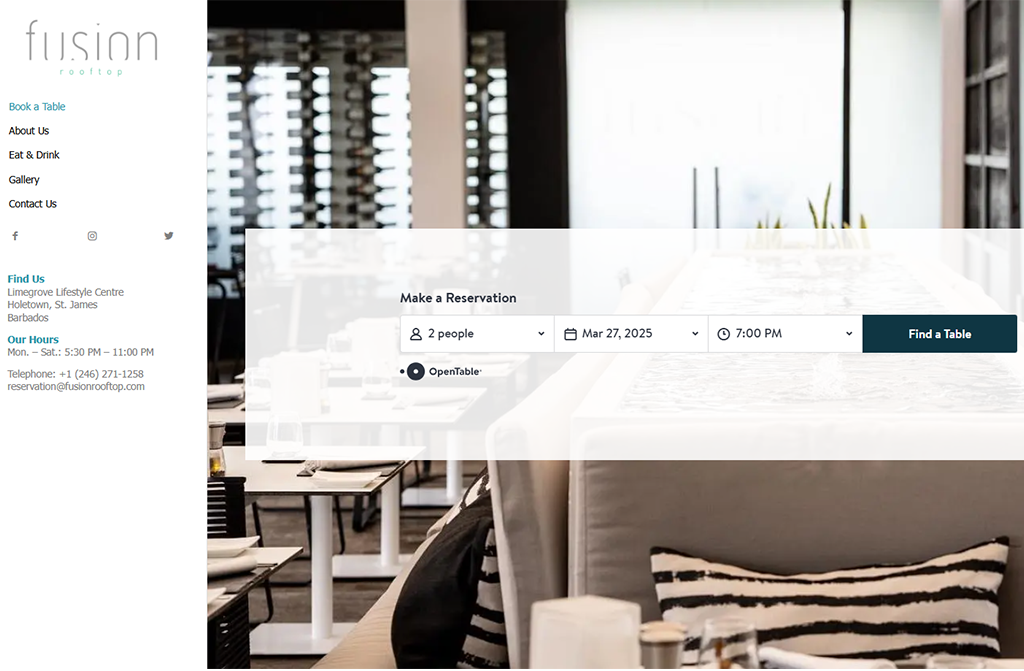 fusion
rooftop
Book a Table
About Us
Eat & Drink
Gallery
Contact Us
Find Us
Limegrove Lifestyle Centre
Holetown, St. James
Barbados
Our Hours
Mon. – Sat.: 5:30 PM – 11:00 PM
Telephone: +1 (246) 271-1258
reservation@fusionrooftop.com
Make a Reservation
2 people
Mar 27, 2025
7:00 PM
Find a Table
OpenTable